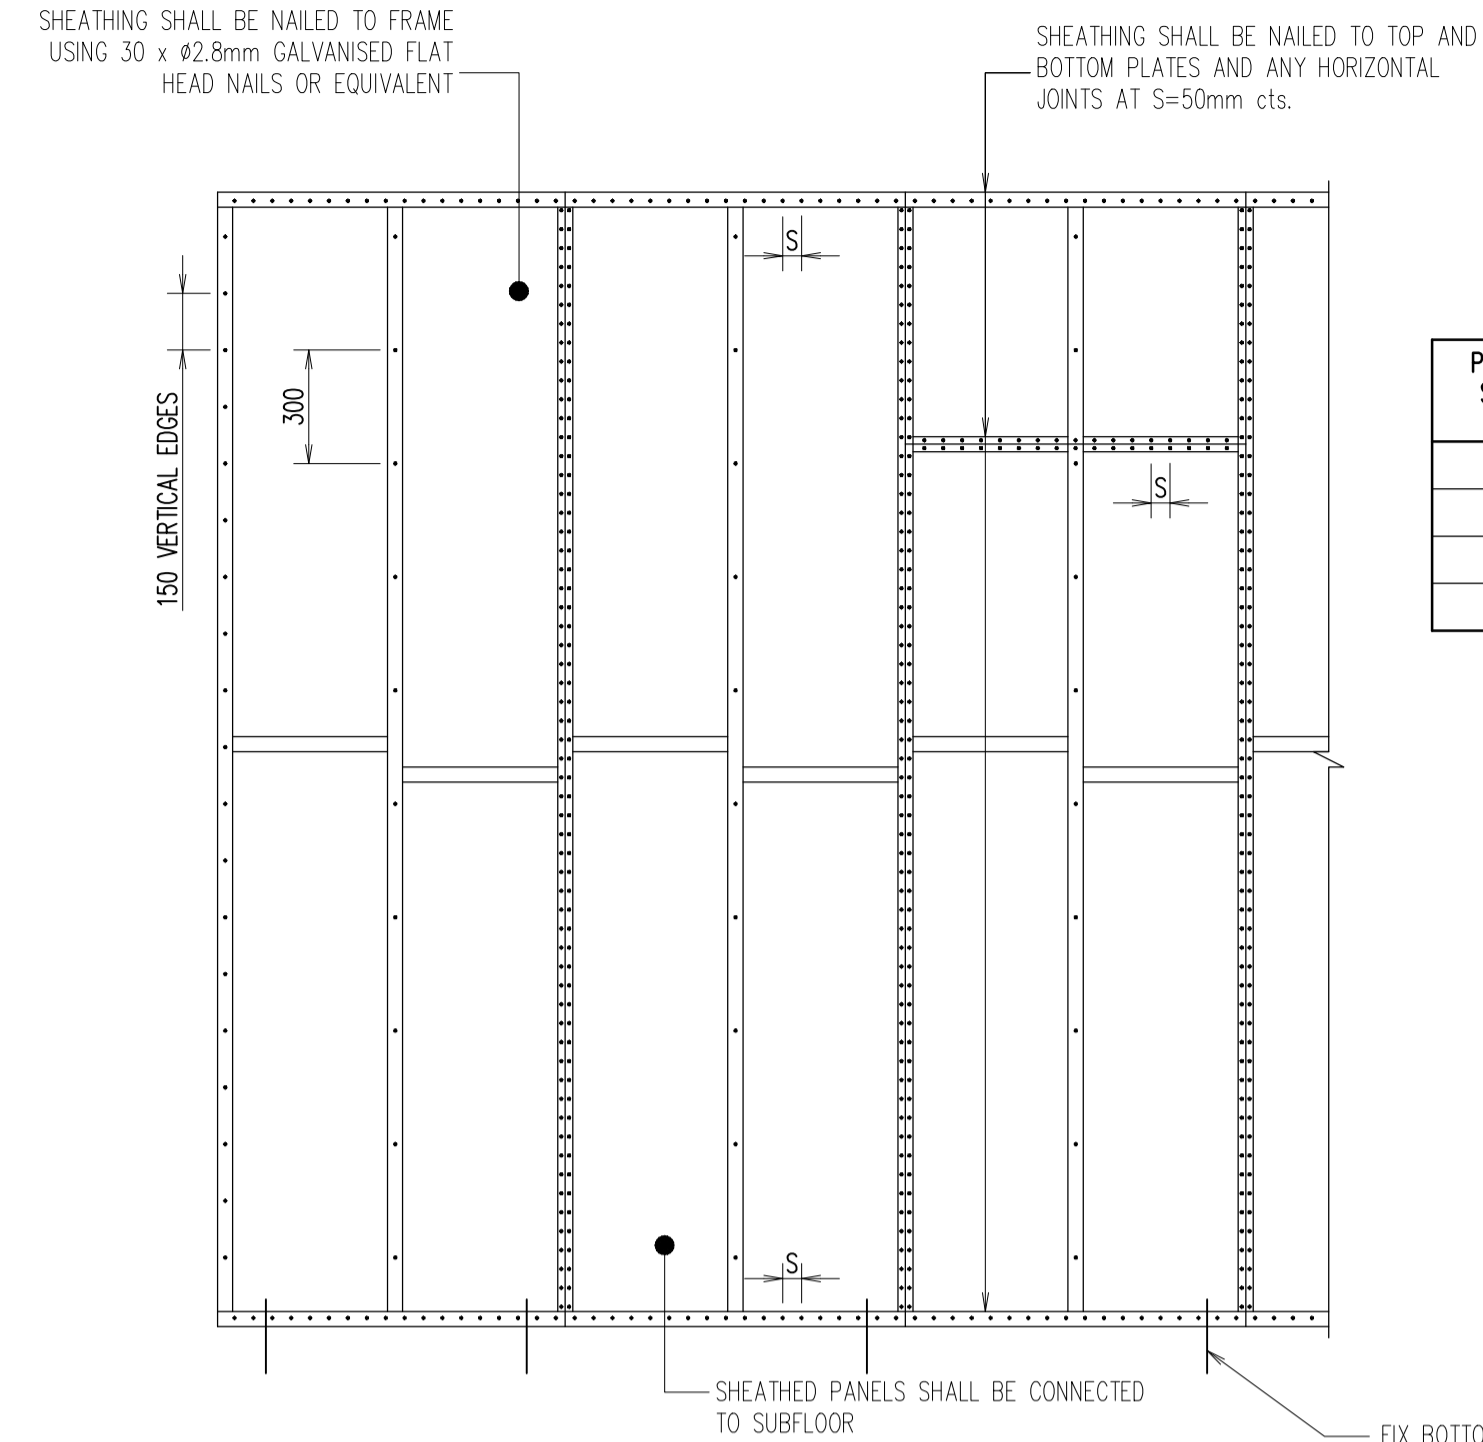 SHEATHING SHALL BE NAILED TO FRAME
USING 30 x ø2.8mm GALVANISED FLAT
HEAD NAILS OR EQUIVALENT
SHEATHING SHALL BE NAILED TO TOP AND
BOTTOM PLATES AND ANY HORIZONTAL
JOINTS AT S=50mm cts.
S
150 VERTICAL EDGES
300
S
S
SHEATHED PANELS SHALL BE CONNECTED
TO SUBFLOOR
FIX